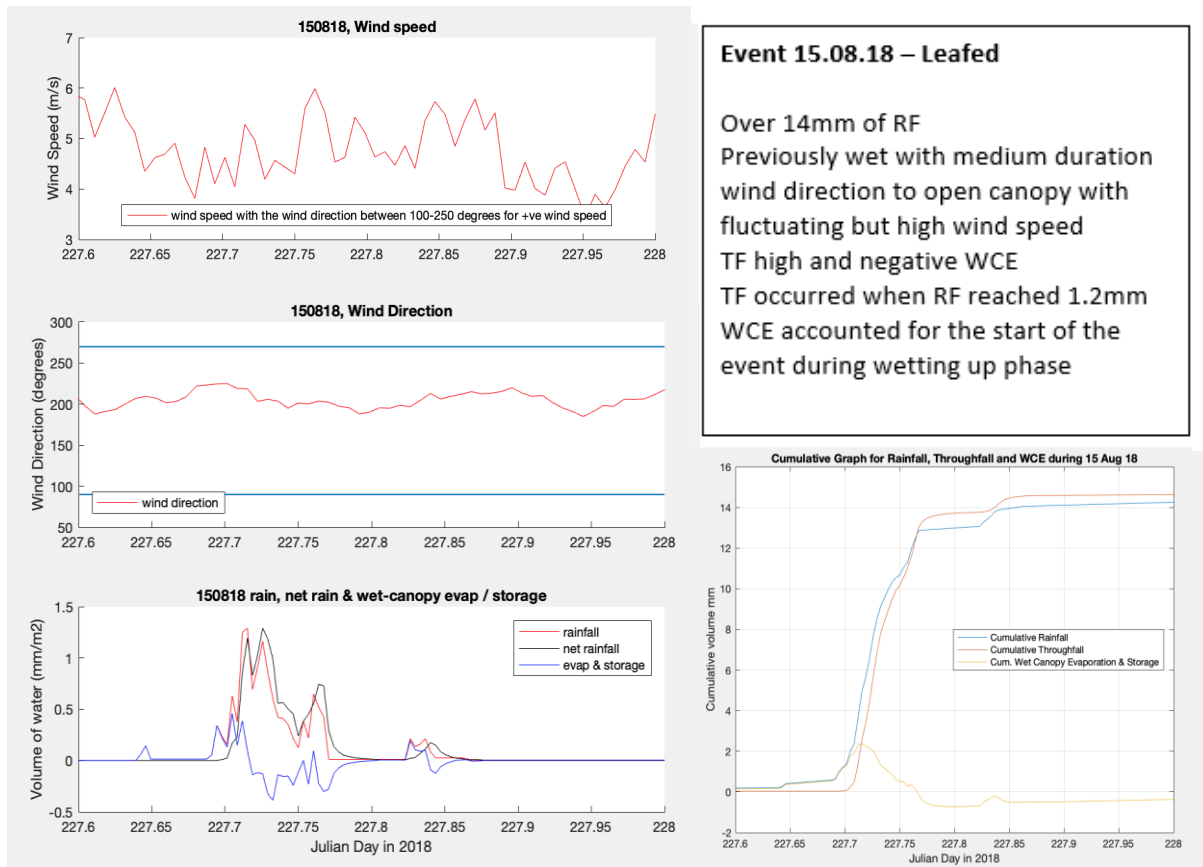 150818, Wind speed
7
6
5
4
3
Wind Speed (m/s)
wind speed with the wind direction between 100-250 degrees for +ve wind speed
227.6 227.65 227.7 227.75 227.8 227.85 227.9 227.95 228
150818, Wind Direction
300
250
200
150
100
50
Wind Direction (degrees)
wind direction
227.6 227.65 227.7 227.75 227.8 227.85 227.9 227.95 228
150818 rain, net rain & wet-canopy evap / storage
1.5
1
0.5
0
-0.5
Volume of water (mm/m2)
rainfall
net rainfall
evap & storage
227.6 227.65 227.7 227.75 227.8 227.85 227.9 227.95 228
Julian Day in 2018
Event 15.08.18 – Leafed
Over 14mm of RF
Previously wet with medium duration
wind direction to open canopy with
fluctuating but high wind speed
TF high and negative WCE
TF occurred when RF reached 1.2mm
WCE accounted for the start of the
event during wetting up phase
Cumulative Graph for Rainfall, Throughfall and WCE during 15 Aug 18
16
14
12
10
8
6
4
2
0
-2
Cumulative volume mm
Cumulative Rainfall
Cumulative Throughfall
Cum. Wet Canopy Evaporation & Storage
227.6 227.65 227.7 227.75 227.8 227.85 227.9 227.95 228
Julian Day in 2018